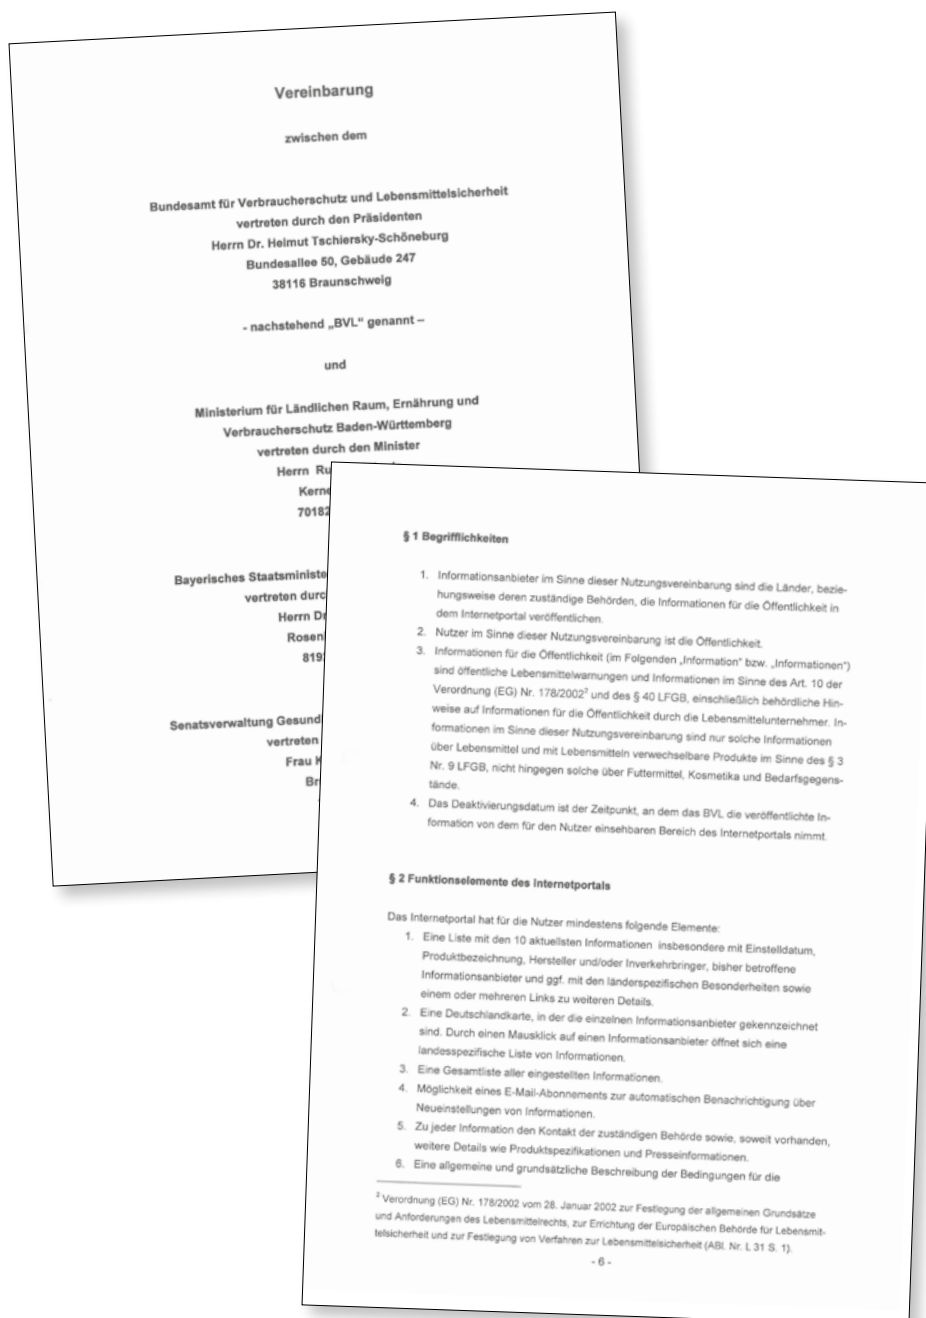 Vereinbarung
zwischen dem
Bundesamt für Verbraucherschutz und Lebensmittelsicherheit
vertreten durch den Präsidenten
Herrn Dr. Helmut Tschiersky-Schöneburg
Bundesallee 50, Gebäude 247
38116 Braunschweig
- nachstehend „BVL“ genannt –
und
Ministerium für Ländlichen Raum, Ernährung und
Verbraucherschutz Baden-Württemberg
vertreten durch den Minister
Herrn Ru
Kerne
70182
Bayerisches Staatsministe
vertreten durc
Herrn Dr
Rosen
819
Senatsverwaltung Gesund
vertreten
Frau K
Br
§ 1 Begrifflichkeiten
1. Informationsanbieter im Sinne dieser Nutzungsvereinbarung sind die Länder, bezie-
hungsweise deren zuständige Behörden, die Informationen für die Öffentlichkeit in
dem Internetportal veröffentlichen.
2. Nutzer im Sinne dieser Nutzungsvereinbarung ist die Öffentlichkeit.
3. Informationen für die Öffentlichkeit (im Folgenden „Information“ bzw. „Informationen“)
sind öffentliche Lebensmittelwarnungen und Informationen im Sinne des Art. 10 der
Verordnung (EG) Nr. 178/2002² und des § 40 LFGB, einschließlich behördliche Hin-
weise auf Informationen für die Öffentlichkeit durch die Lebensmittelunternehmer. In-
formationen im Sinne dieser Nutzungsvereinbarung sind nur solche Informationen
über Lebensmittel und mit Lebensmitteln verwechselbare Produkte im Sinne des § 3
Nr. 9 LFGB, nicht hingegen solche über Futtermittel, Kosmetika und Bedarfsgegens-
tände.
4. Das Deaktivierungsdatum ist der Zeitpunkt, an dem das BVL die veröffentlichte In-
formation von dem für den Nutzer einsehbaren Bereich des Internetportals nimmt.
§ 2 Funktionselemente des Internetportals
Das Internetportal hat für die Nutzer mindestens folgende Elemente:
1. Eine Liste mit den 10 aktuellsten Informationen insbesondere mit Einstelldatum,
Produktbezeichnung, Hersteller und/oder Inverkehrbringer, bisher betroffene
Informationsanbieter und ggf. mit den länderspezifischen Besonderheiten sowie
einem oder mehreren Links zu weiteren Details.
2. Eine Deutschlandkarte, in der die einzelnen Informationsanbieter gekennzeichnet
sind. Durch einen Mausklick auf einen Informationsanbieter öffnet sich eine
landesspezifische Liste von Informationen.
3. Eine Gesamtliste aller eingestellten Informationen.
4. Möglichkeit eines E-Mail-Abonnements zur automatischen Benachrichtigung über
Neueinstellungen von Informationen.
5. Zu jeder Information den Kontakt der zuständigen Behörde sowie, soweit vorhanden,
weitere Details wie Produktspezifikationen und Presseinformationen.
6. Eine allgemeine und grundsätzliche Beschreibung der Bedingungen für die
² Verordnung (EG) Nr. 178/2002 vom 28. Januar 2002 zur Festlegung der allgemeinen Grundsätze
und Anforderungen des Lebensmittelrechts, zur Errichtung der Europäischen Behörde für Lebensmit-
telsicherheit und zur Festlegung von Verfahren zur Lebensmittelsicherheit (ABl. Nr. L 31 S. 1).
- 6 -